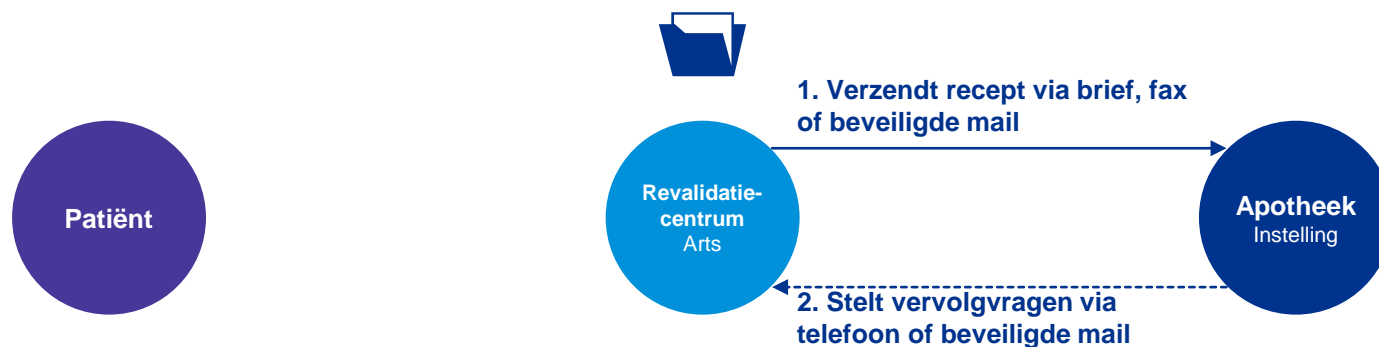 1. Verzendt recept via brief, fax
of beveiligde mail
Patiënt
Revalidatie-
centrum
Arts
Apotheek
Instelling
2. Stelt vervolgvragen via
telefoon of beveiligde mail